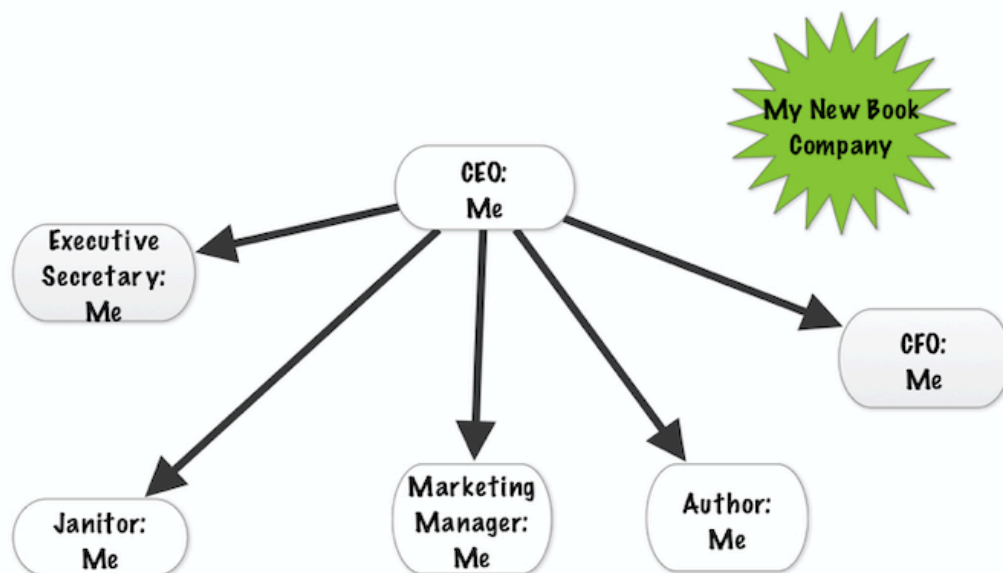 My New Book
Company
CEO:
Me
Executive
Secretary:
Me
CFO:
Me
Janitor:
Me
Marketing
Manager:
Me
Author:
Me